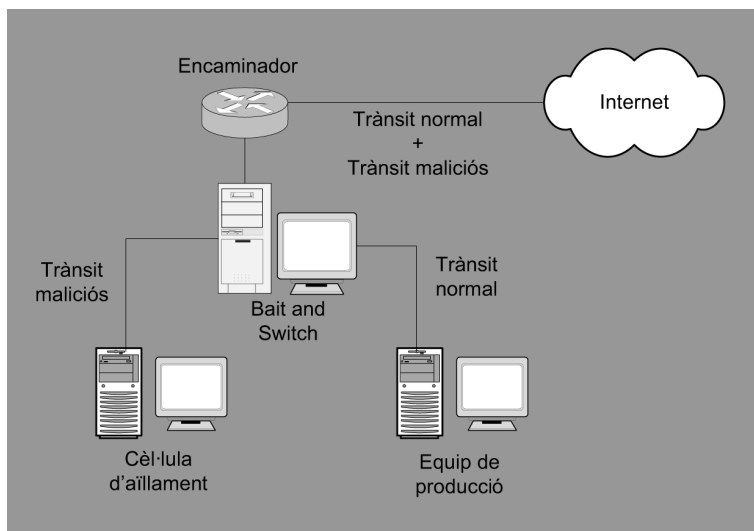 Encaminador
Internet
Trànsit normal
+
Trànsit maliciós
Trànsit
maliciós
Trànsit
normal
Bait and
Switch
Cèl·lula
d'aïllament
Equip de
producció